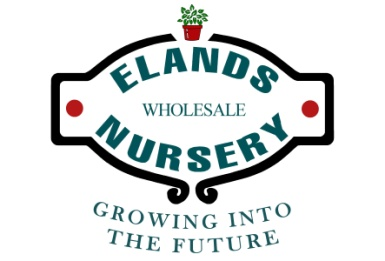 ELANDS
WHOLESALE
NURSERY
GROWING INTO
THE FUTURE